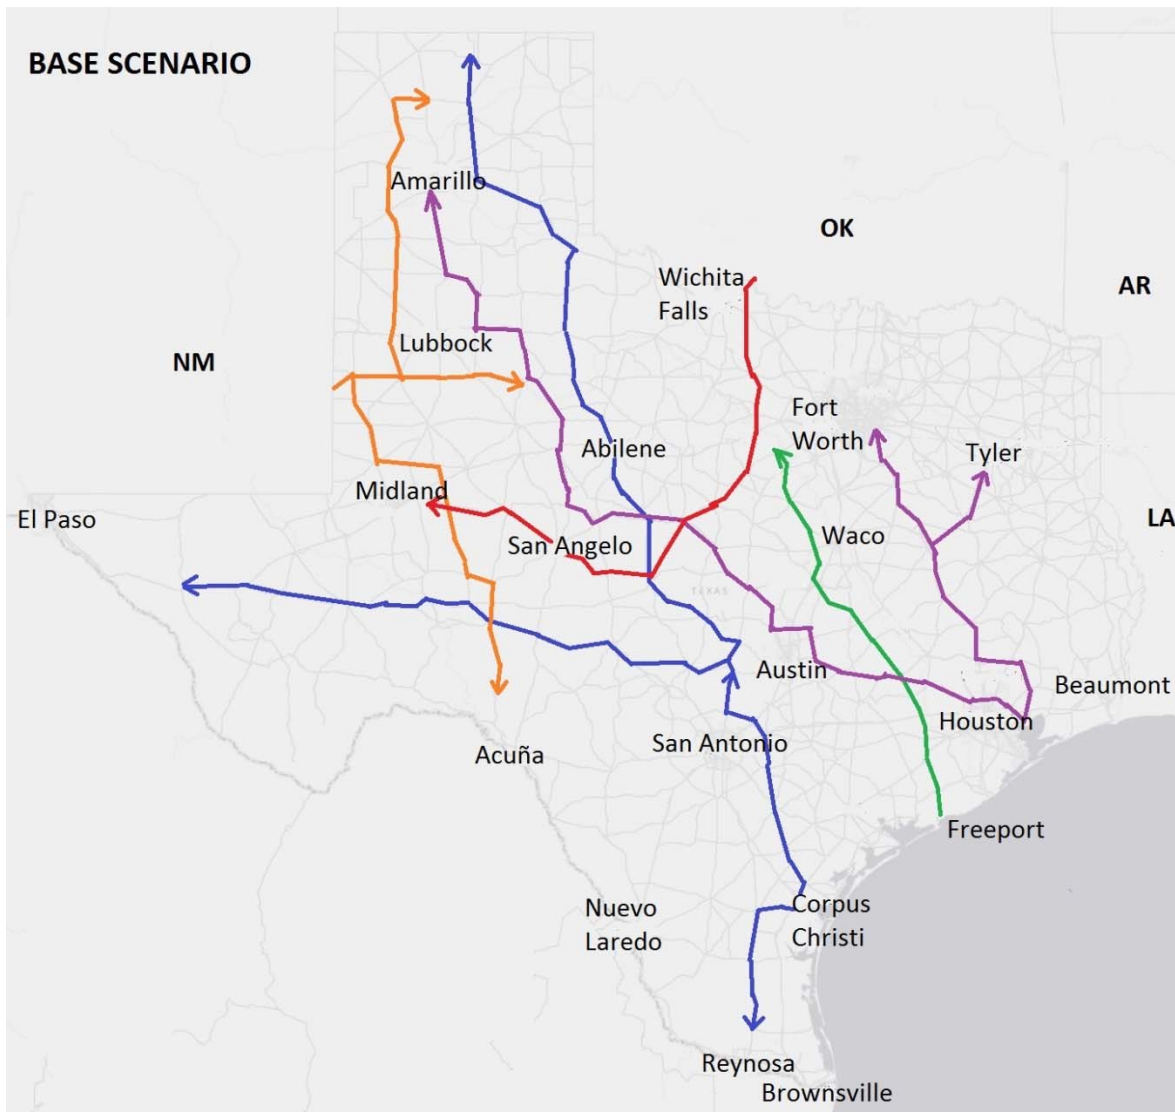 BASE SCENARIO
Amarillo
OK
Wichita
Falls
AR
Lubbock
NM
Fort
Worth
Abilene
Tyler
Midland
El Paso
LA
San Angelo
Waco
TEXAS
Austin
Beaumont
Houston
San Antonio
Acuña
Freeport
Nuevo
Laredo
Corpus
Christi
Reynosa
Brownsville